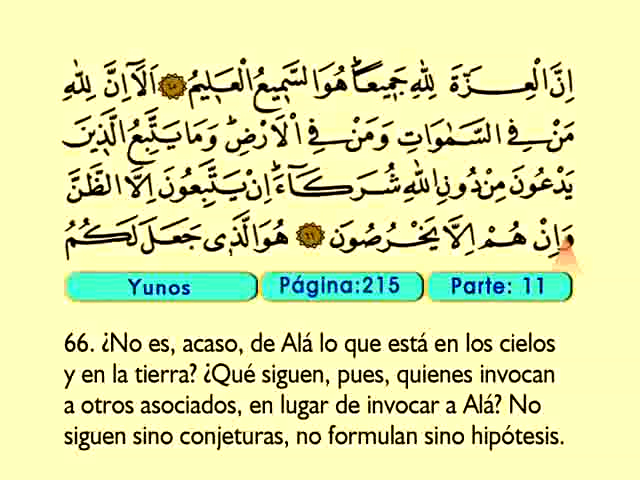 اِنَّ الْعِزَّةَ لِلّٰهِ جَمٖيعاًؕ هُوَ السَّمٖيعُ الْعَلٖيمُ ﴿٦٥﴾ اَلَٓا اِنَّ لِلّٰهِ
مَنْ فِي السَّمٰوَاتِ وَمَنْ فِي الْاَرْضِؕ وَمَا يَتَّبِعُ الَّذٖينَ
يَدْعُونَ مِنْ دُونِ اللّٰهِ شُرَكَٓاءَؕ اِنْ يَتَّبِعُونَ اِلَّا الظَّنَّ
وَاِنْ هُمْ اِلَّا يَخْرُصُونَ ﴿٦٦﴾ هُوَ الَّذٖي جَعَلَ لَكُمُ
Yunos Página:215 Parte: 11
66. ¿No es, acaso, de Alá lo que está en los cielos
y en la tierra? ¿Qué siguen, pues, quienes invocan
a otros asociados, en lugar de invocar a Alá? No
siguen sino conjeturas, no formulan sino hipótesis.